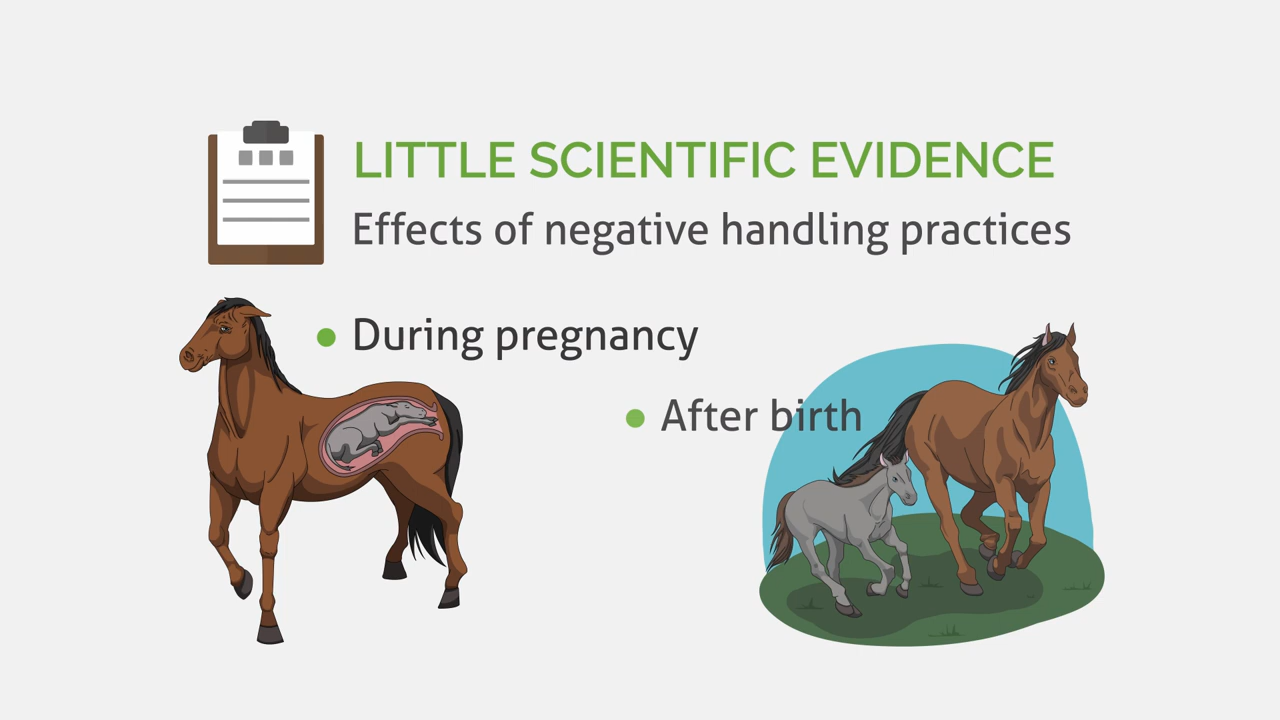 LITTLE SCIENTIFIC EVIDENCE
Effects of negative handling practices
During pregnancy
After birth